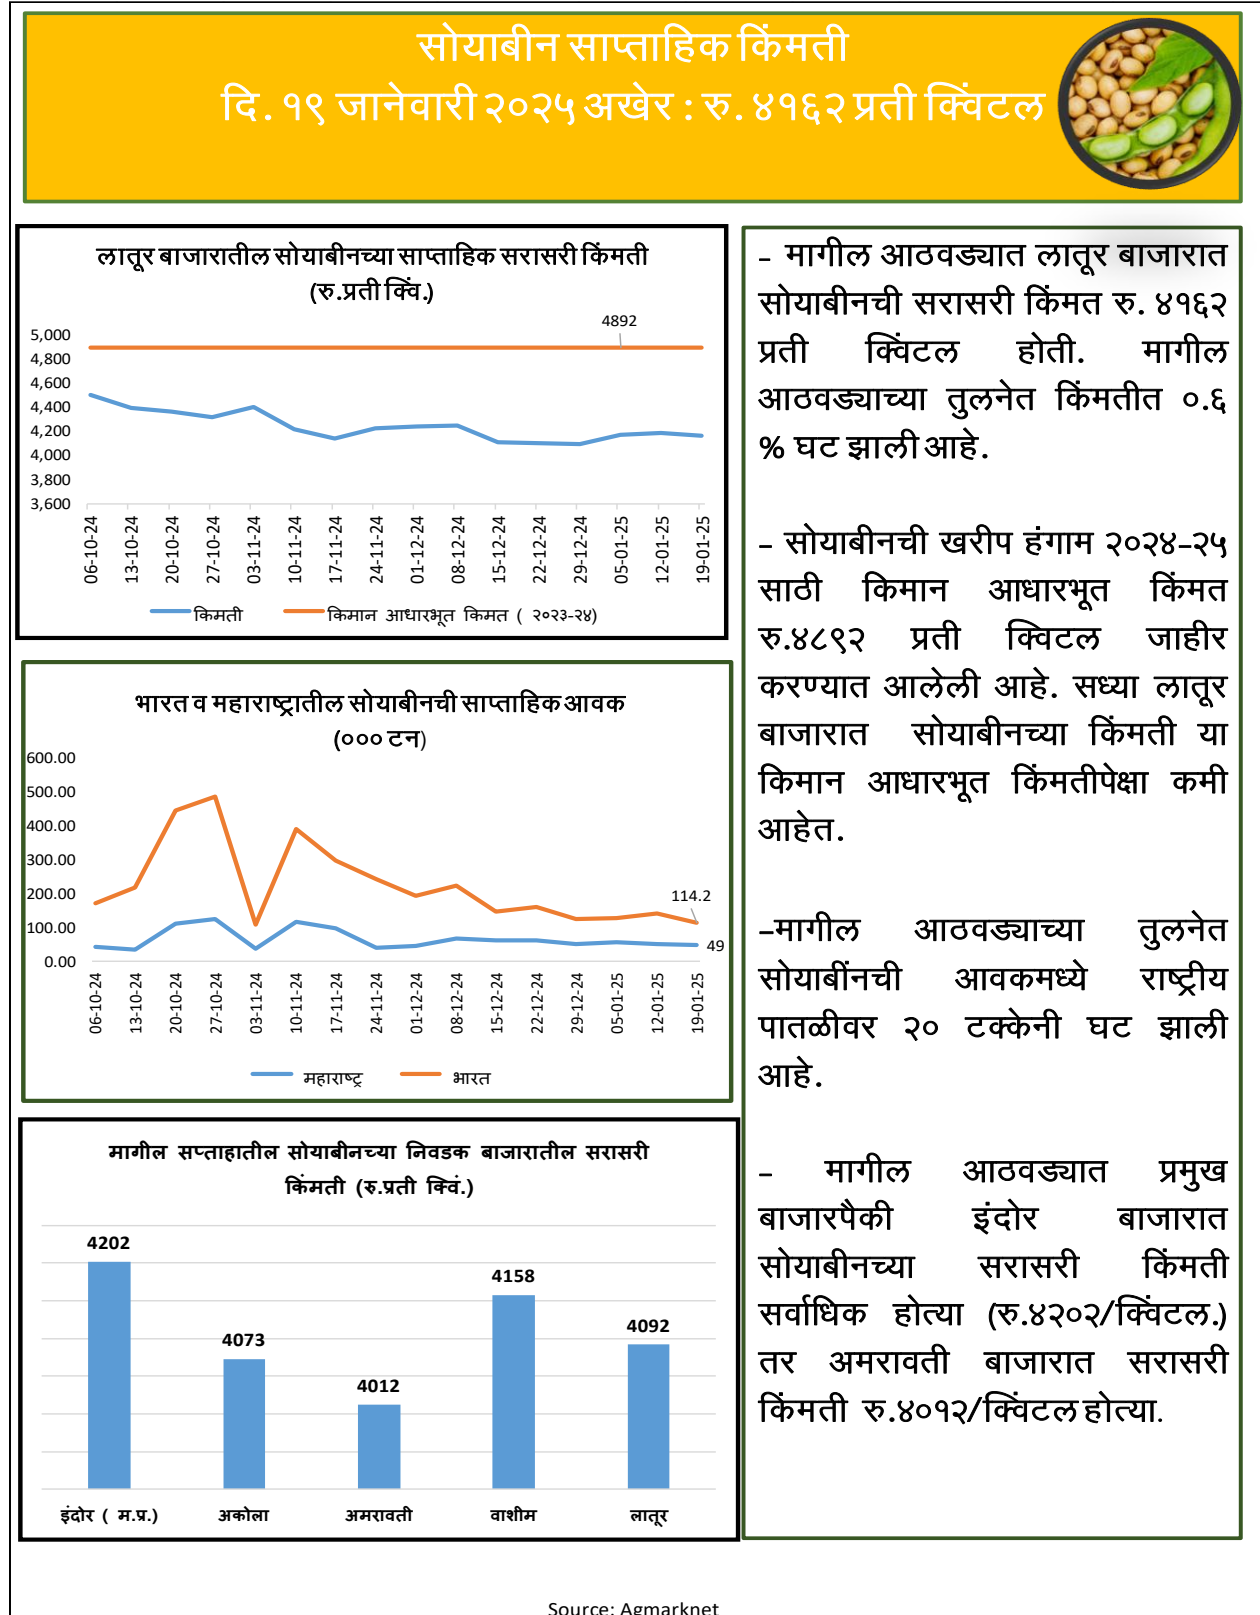 सोयाबीन साप्ताहिक किंमती
दि. १९ जानेवारी २०२५ अखेर : रु. ४१६२ प्रती क्विंटल
लातूर बाजारातील सोयाबीनच्या साप्ताहिक सरासरी किंमती
(रु.प्रती क्विं.)
4892
5,000
4,800
4,600
4,400
4,200
4,000
3,800
3,600
06-10-24
13-10-24
20-10-24
27-10-24
03-11-24
10-11-24
17-11-24
24-11-24
01-12-24
08-12-24
15-12-24
22-12-24
29-12-24
05-01-25
12-01-25
19-01-25
किमती
किमान आधारभूत किमत ( २०२३-२४)
भारत व महाराष्ट्रातील सोयाबीनची साप्ताहिक आवक
(००० टन)
600.00
500.00
400.00
300.00
200.00
100.00
0.00
114.2
49
06-10-24
13-10-24
20-10-24
27-10-24
03-11-24
10-11-24
17-11-24
24-11-24
01-12-24
08-12-24
15-12-24
22-12-24
29-12-24
05-01-25
12-01-25
19-01-25
महाराष्ट्र
भारत
मागील सप्ताहातील सोयाबीनच्या निवडक बाजारातील सरासरी
किंमती (रु.प्रती क्विं.)
4202
4073
4012
4158
4092
इंदोर ( म.प्र.)
अकोला
अमरावती
वाशीम
लातूर
- मागील आठवड्यात लातूर बाजारात
सोयाबीनची सरासरी किंमत रु. ४१६२
प्रती क्विंटल होती. मागील
आठवड्याच्या तुलनेत किंमतीत ०.६
% घट झाली आहे.
- सोयाबीनची खरीप हंगाम २०२४-२५
साठी किमान आधारभूत किंमत
रु.४८९२ प्रती क्विटल जाहीर
करण्यात आलेली आहे. सध्या लातूर
बाजारात सोयाबीनच्या किंमती या
किमान आधारभूत किंमतीपेक्षा कमी
आहेत.
-मागील आठवड्याच्या तुलनेत
सोयाबींनची आवकमध्ये राष्ट्रीय
पातळीवर २० टक्केनी घट झाली
आहे.
- मागील आठवड्यात प्रमुख
बाजारपैकी इंदोर बाजारात
सोयाबीनच्या सरासरी किंमती
सर्वाधिक होत्या (रु.४२०२/क्विंटल.)
तर अमरावती बाजारात सरासरी
किंमती रु.४०१२/क्विंटल होत्या.
Source: Agmarknet